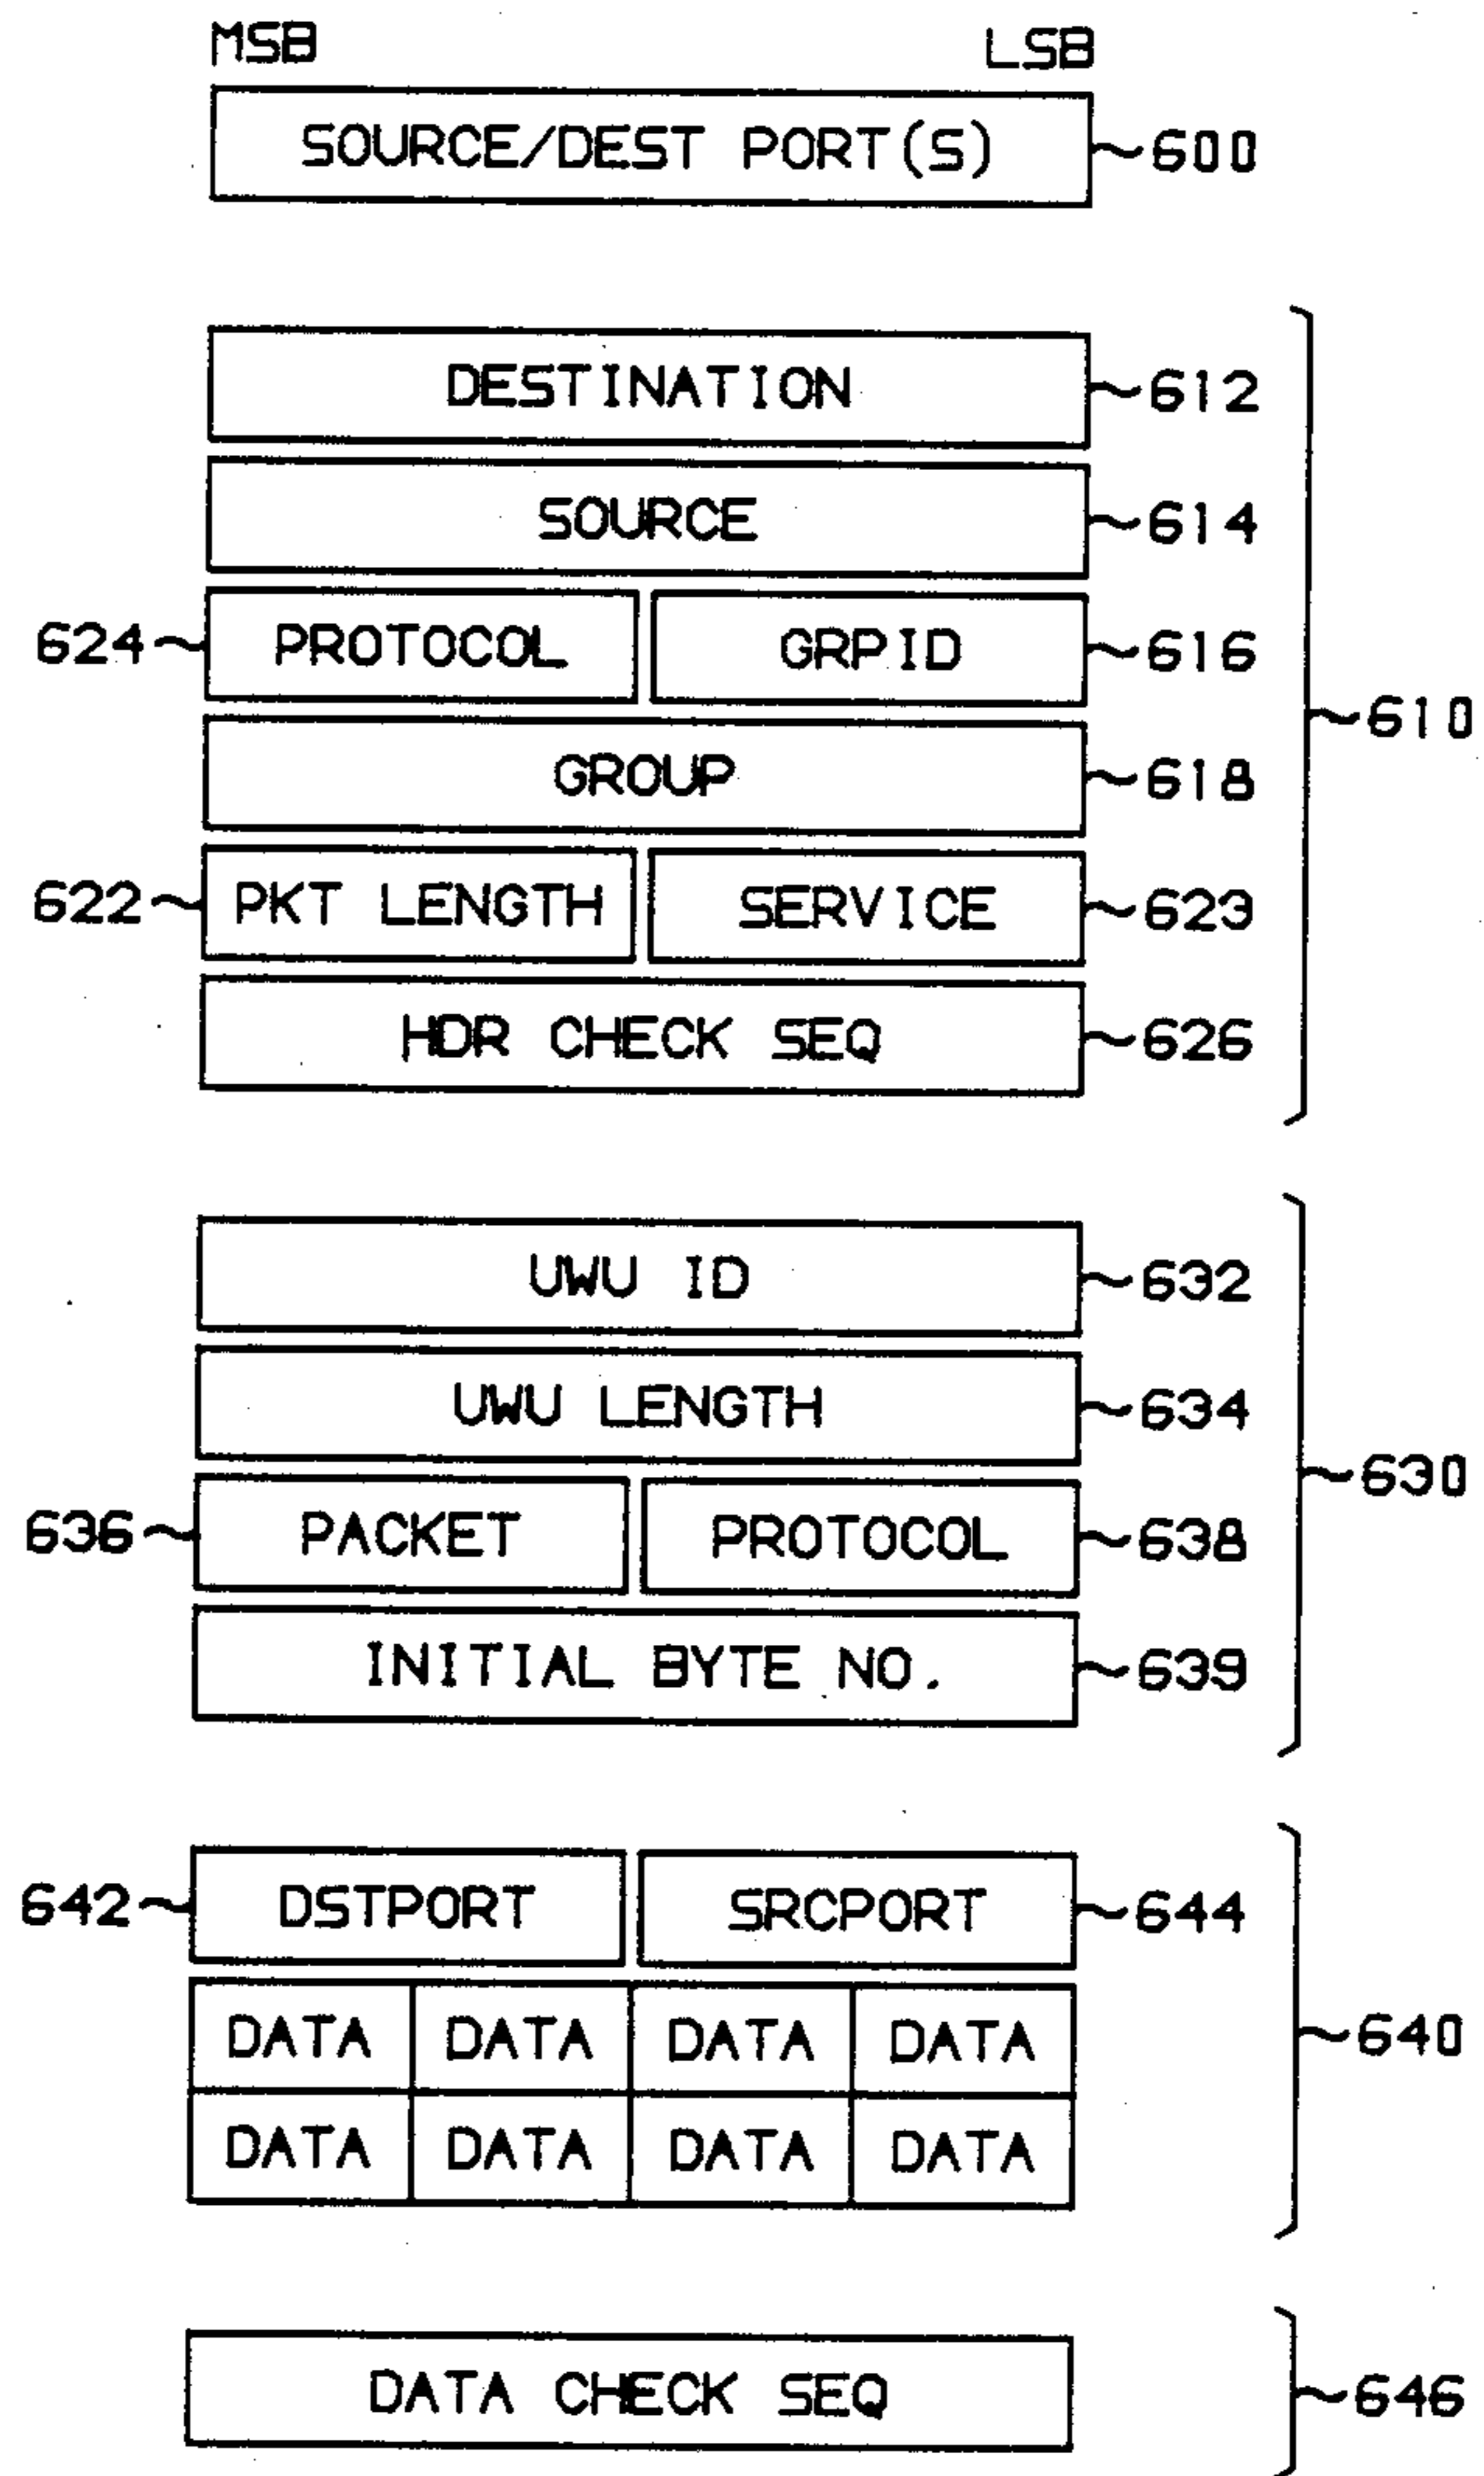 MSB LSB
SOURCE/DEST PORT(S) 600
DESTINATION 612
SOURCE 614
624 PROTOCOL GRPID 616
610
GROUP 618
622 PKT LENGTH SERVICE 623
HDR CHECK SEQ 626
UWU ID 632
UWU LENGTH 634
630
636 PACKET PROTOCOL 638
INITIAL BYTE NO. 639
642 DSTPORT SRCPORT 644
DATA DATA DATA DATA 640
DATA DATA DATA DATA
DATA CHECK SEQ 646